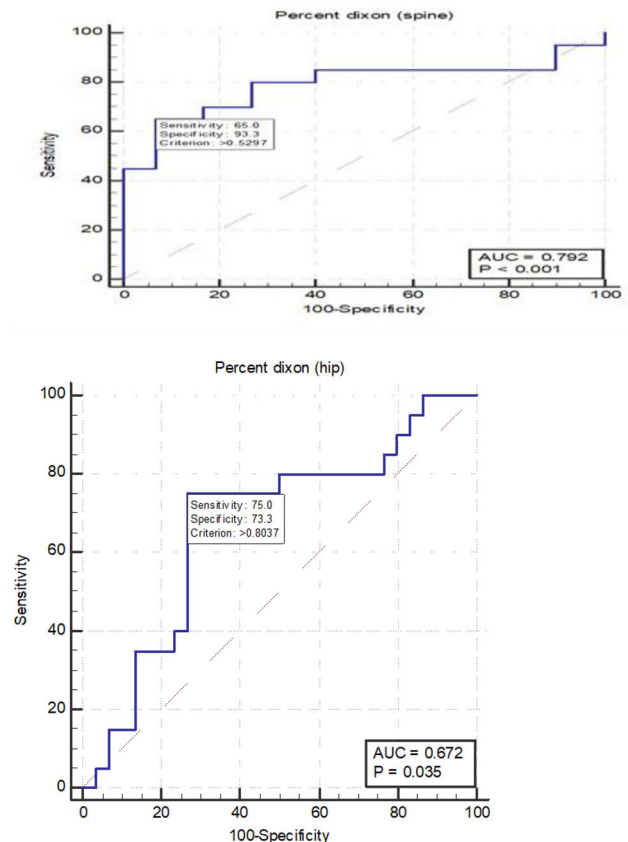 Percent dixon (spine)
100
80
60
40
20
0
Sensitivity
Sensitivity: 65.0
Specificity: 93.3
Criterion: >0.5297
AUC = 0.792
P < 0.001
0 20 40 60 80 100
100-Specificity
Percent dixon (hip)
100
80
60
40
20
0
Sensitivity
Sensitivity: 75.0
Specificity: 73.3
Criterion: >0.8037
AUC = 0.672
P = 0.035
0 20 40 60 80 100
100-Specificity